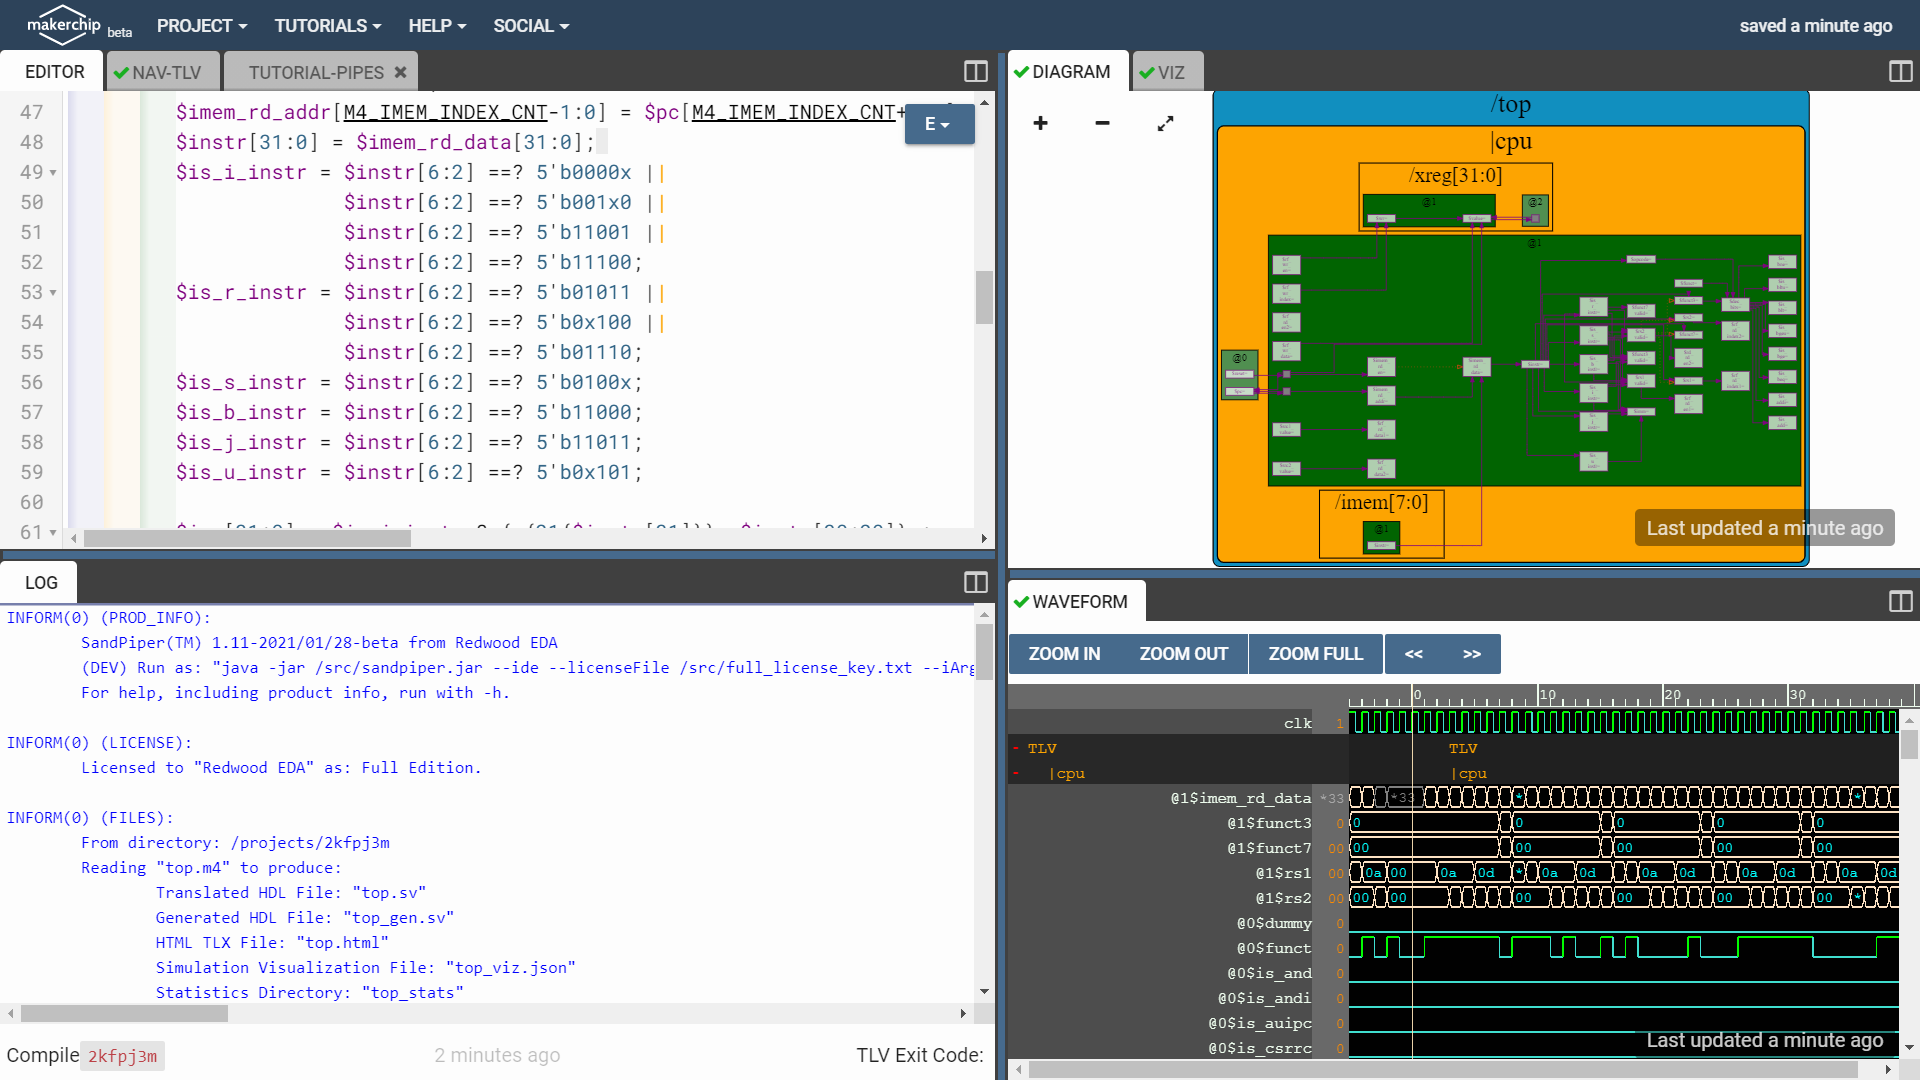 makerchip beta PROJECT TUTORIALS HELP SOCIAL saved a minute ago
EDITOR NAV-TLV TUTORIAL-PIPES
47 $imem_rd_addr[M4_IMEM_INDEX_CNT-1:0] = $pc[M4_IMEM_INDEX_CNT+
E
48 $instr[31:0] = $imem_rd_data[31:0];
49 $is_i_instr = $instr[6:2] ==? 5'b0000x ||
50 $instr[6:2] ==? 5'b001x0 ||
51 $instr[6:2] ==? 5'b11001 ||
52 $instr[6:2] ==? 5'b11100;
53 $is_r_instr = $instr[6:2] ==? 5'b01011 ||
54 $instr[6:2] ==? 5'b0x100 ||
55 $instr[6:2] ==? 5'b01110;
56 $is_s_instr = $instr[6:2] ==? 5'b0100x;
57 $is_b_instr = $instr[6:2] ==? 5'b11000;
58 $is_j_instr = $instr[6:2] ==? 5'b11011;
59 $is_u_instr = $instr[6:2] ==? 5'b0x101;
60
61
LOG
INFORM(0) (PROD_INFO):
SandPiper(TM) 1.11-2021/01/28-beta from Redwood EDA
(DEV) Run as: "java -jar /src/sandpiper.jar --ide --licenseFile /src/full_license_key.txt --iArg
For help, including product info, run with -h.
INFORM(0) (LICENSE):
Licensed to "Redwood EDA" as: Full Edition.
INFORM(0) (FILES):
From directory: /projects/2kfpj3m
Reading "top.m4" to produce:
Translated HDL File: "top.sv"
Generated HDL File: "top_gen.sv"
HTML TLX File: "top.html"
Simulation Visualization File: "top_viz.json"
Statistics Directory: "top_stats"
Compile 2kfpj3m 2 minutes ago TLV Exit Code:
DIAGRAM VIZ
/top
|cpu
/xreg[31:0]
@1 @2
@1
@0
/imem[7:0]
@1
Last updated a minute ago
WAVEFORM
ZOOM IN ZOOM OUT ZOOM FULL << >>
0 10 20 30
clk 1
- TLV TLV
- |cpu |cpu
@1$imem_rd_data *33 *33 * *
@1$funct3 0 0 0 0 0 0
@1$funct7 00 00 00 00 00 00
@1$rs1 00 0a 00 0a 0d * 0a 0d 0a 0d 0a 0d 0a 0d
@1$rs2 00 00 00 00 00 00 00 *
@0$dummy 0
@0$funct 0
@0$is_and 0
@0$is_andi 0
@0$is_auipc 0
@0$is_csrrc 0
Last updated a minute ago